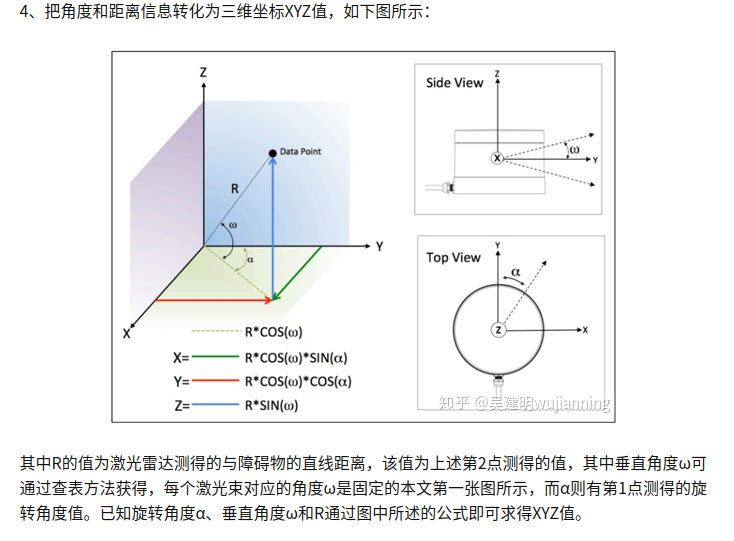 4、把角度和距离信息转化为三维坐标XYZ值，如下图所示：
Z
Data Point
R
ω
α
Y
X
R*COS(ω)
X= R*COS(ω)*SIN(α)
Y= R*COS(ω)*COS(α)
Z= R*SIN(ω)
Side View
Z
X
ω
Y
Top View
Y
α
Z
X
知乎 @吴建明wujianning
其中R的值为激光雷达测得的与障碍物的直线距离，该值为上述第2点测得的值，其中垂直角度ω可
通过查表方法获得，每个激光束对应的角度ω是固定的本文第一张图所示，而α则有第1点测得的旋
转角度值。已知旋转角度α、垂直角度ω和R通过图中所述的公式即可求得XYZ值。